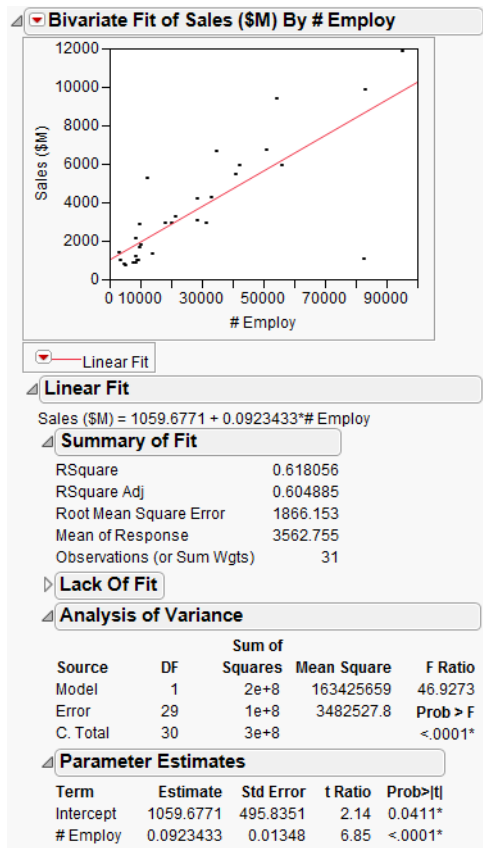 Bivariate Fit of Sales ($M) By # Employ
12000
10000
8000
6000
4000
2000
0
Sales ($M)
0 10000 30000 50000 70000 90000
# Employ
Linear Fit
Linear Fit
Sales ($M) = 1059.6771 + 0.0923433*# Employ
Summary of Fit
RSquare 0.618056
RSquare Adj 0.604885
Root Mean Square Error 1866.153
Mean of Response 3562.755
Observations (or Sum Wgts) 31
Lack Of Fit
Analysis of Variance
Sum of
Source DF Squares Mean Square F Ratio
Model 1 2e+8 163425659 46.9273
Error 29 1e+8 3482527.8 Prob > F
C. Total 30 3e+8 <.0001*
Parameter Estimates
Term Estimate Std Error t Ratio Prob>|t|
Intercept 1059.6771 495.8351 2.14 0.0411*
# Employ 0.0923433 0.01348 6.85 <.0001*